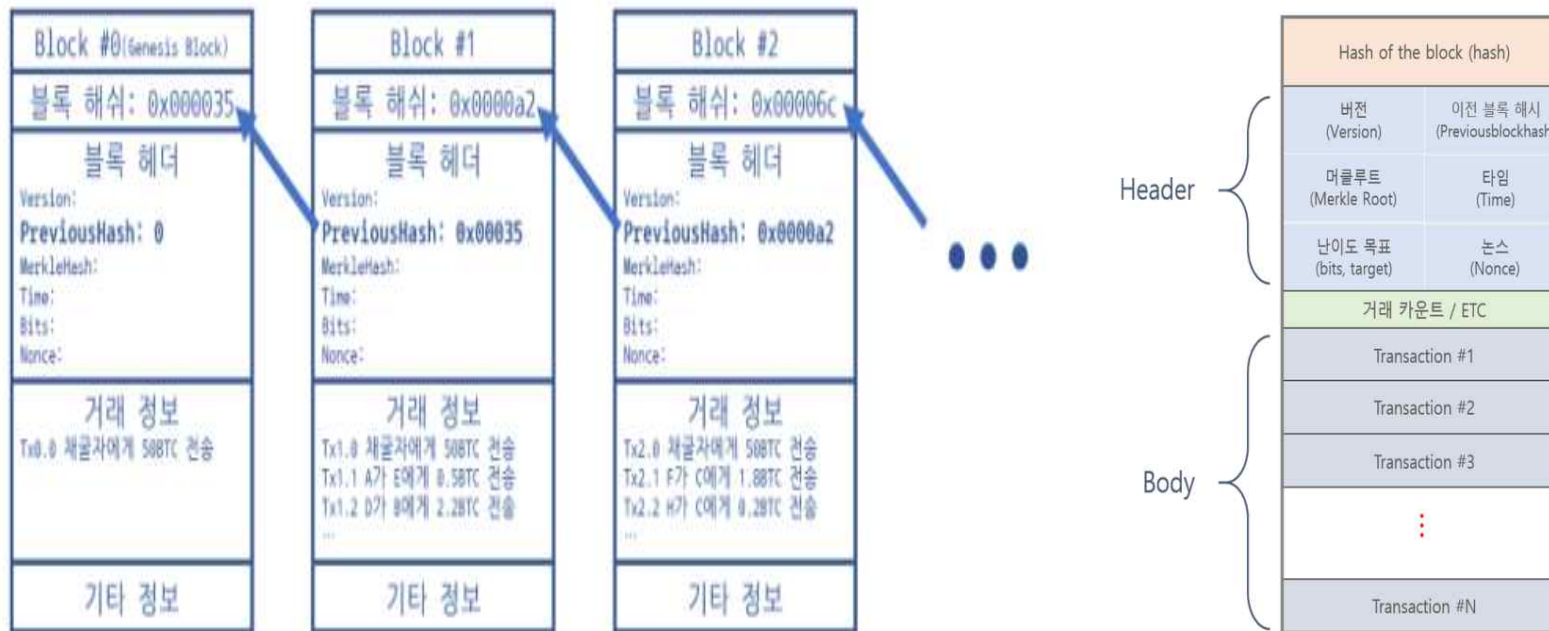 Block #0(Genesis Block)
블록 해쉬: 0x000035
블록 헤더
Version:
PreviousHash: 0
MerkleHash:
Time:
Bits:
Nonce:
거래 정보
Tx0.0 채굴자에게 50BTC 전송
기타 정보
Block #1
블록 해쉬: 0x0000a2
블록 헤더
Version:
PreviousHash: 0x00035
MerkleHash:
Time:
Bits:
Nonce:
거래 정보
Tx1.0 채굴자에게 50BTC 전송
Tx1.1 A가 E에게 0.5BTC 전송
Tx1.2 D가 B에게 2.2BTC 전송
...
기타 정보
Block #2
블록 해쉬: 0x00006c
블록 헤더
Version:
PreviousHash: 0x0000a2
MerkleHash:
Time:
Bits:
Nonce:
거래 정보
Tx2.0 채굴자에게 50BTC 전송
Tx2.1 F가 C에게 1.8BTC 전송
Tx2.2 H가 C에게 0.2BTC 전송
...
기타 정보
Hash of the block (hash)
Header
버전
(Version)
이전 블록 해시
(Previousblockhash
머클루트
(Merkle Root)
타임
(Time)
난이도 목표
(bits, target)
논스
(Nonce)
거래 카운트 / ETC
Body
Transaction #1
Transaction #2
Transaction #3
Transaction #N